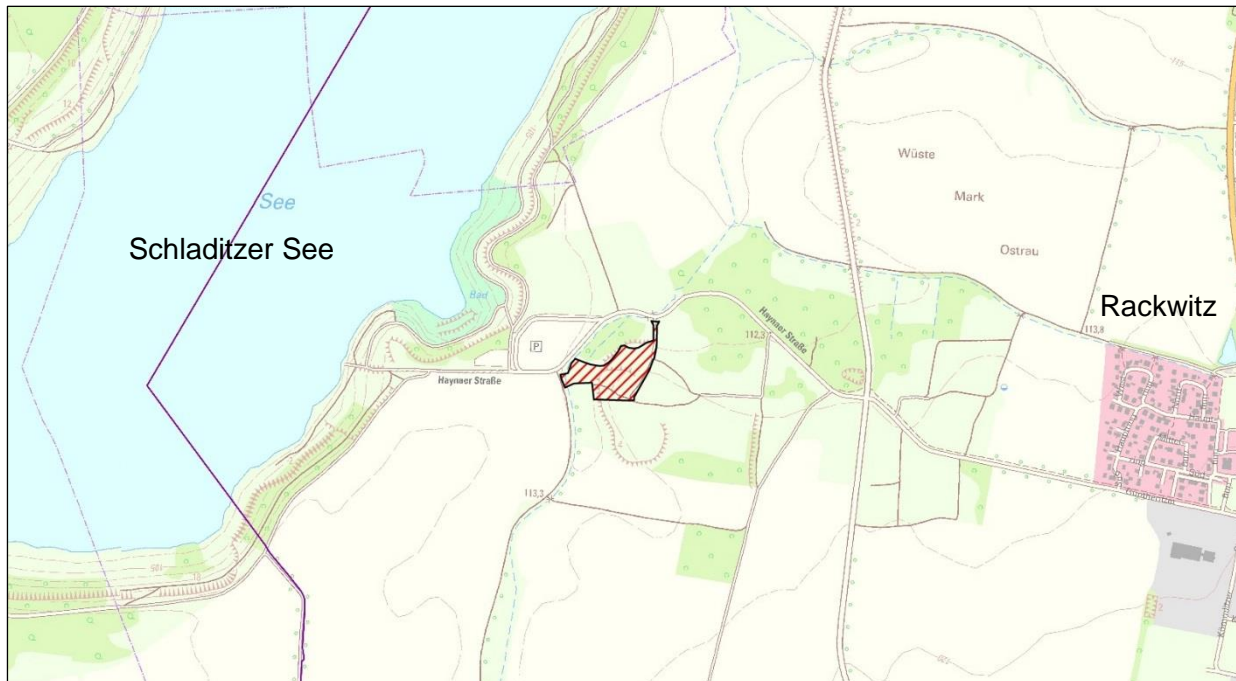 Wüste
Mark
Ostrau
See
Schladitzer See
Bad
Rackwitz
113,8
P
Haynaer Straße
112,3
Haynaer Straße
113,3